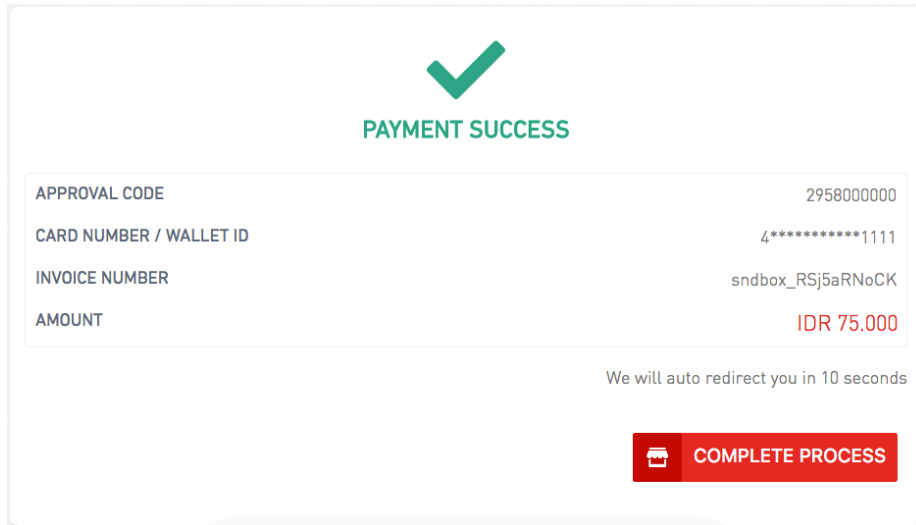 PAYMENT SUCCESS
APPROVAL CODE 2958000000
CARD NUMBER / WALLET ID 4***********1111
INVOICE NUMBER sndbox_RSj5aRNoCK
AMOUNT IDR 75.000
We will auto redirect you in 10 seconds
COMPLETE PROCESS